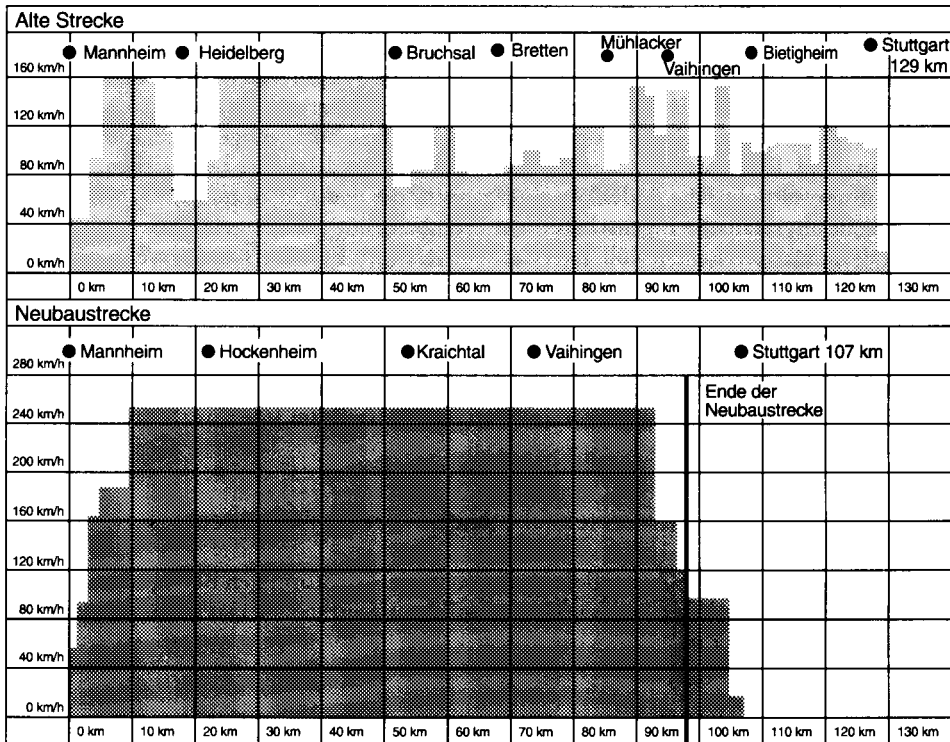 Alte Strecke
Mannheim Heidelberg Bruchsal Bretten Mühlacker Vaihingen Bietigheim Stuttgart 129 km
160 km/h
120 km/h
80 km/h
40 km/h
0 km/h
0 km 10 km 20 km 30 km 40 km 50 km 60 km 70 km 80 km 90 km 100 km 110 km 120 km 130 km
Neubaustrecke
Mannheim Hockenheim Kraichtal Vaihingen Stuttgart 107 km
280 km/h
Ende der
Neubaustrecke
240 km/h
200 km/h
160 km/h
120 km/h
80 km/h
40 km/h
0 km/h
0 km 10 km 20 km 30 km 40 km 50 km 60 km 70 km 80 km 90 km 100 km 110 km 120 km 130 km